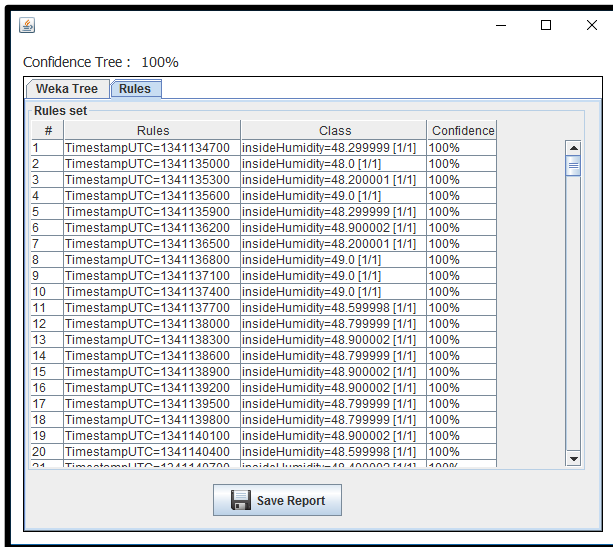 Confidence Tree : 100%
Weka Tree Rules
Rules set
# Rules Class Confidence
1 TimestampUTC=1341134700 insideHumidity=48.299999 [1/1] 100%
2 TimestampUTC=1341135000 insideHumidity=48.0 [1/1] 100%
3 TimestampUTC=1341135300 insideHumidity=48.200001 [1/1] 100%
4 TimestampUTC=1341135600 insideHumidity=49.0 [1/1] 100%
5 TimestampUTC=1341135900 insideHumidity=48.299999 [1/1] 100%
6 TimestampUTC=1341136200 insideHumidity=48.900002 [1/1] 100%
7 TimestampUTC=1341136500 insideHumidity=48.200001 [1/1] 100%
8 TimestampUTC=1341136800 insideHumidity=49.0 [1/1] 100%
9 TimestampUTC=1341137100 insideHumidity=49.0 [1/1] 100%
10 TimestampUTC=1341137400 insideHumidity=49.0 [1/1] 100%
11 TimestampUTC=1341137700 insideHumidity=48.599998 [1/1] 100%
12 TimestampUTC=1341138000 insideHumidity=48.799999 [1/1] 100%
13 TimestampUTC=1341138300 insideHumidity=48.900002 [1/1] 100%
14 TimestampUTC=1341138600 insideHumidity=48.799999 [1/1] 100%
15 TimestampUTC=1341138900 insideHumidity=48.900002 [1/1] 100%
16 TimestampUTC=1341139200 insideHumidity=48.900002 [1/1] 100%
17 TimestampUTC=1341139500 insideHumidity=48.799999 [1/1] 100%
18 TimestampUTC=1341139800 insideHumidity=48.799999 [1/1] 100%
19 TimestampUTC=1341140100 insideHumidity=48.900002 [1/1] 100%
20 TimestampUTC=1341140400 insideHumidity=48.599998 [1/1] 100%
21 TimestampUTC=1341140700 insideHumidity=48.400002 [1/1] 100%
Save Report